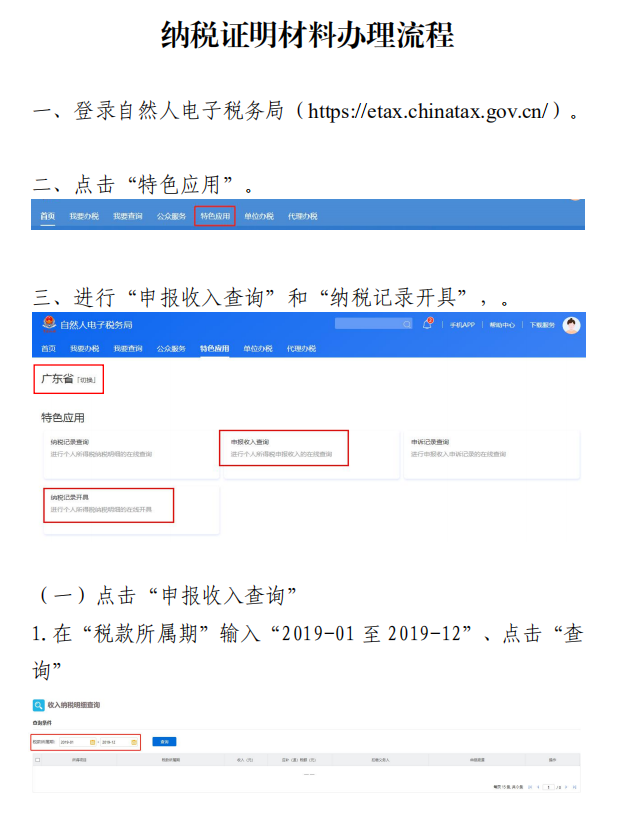 纳税证明材料办理流程
一、登录自然人电子税务局（https://etax.chinatax.gov.cn/）。
二、点击“特色应用”。
首页 我要办税 我要查询 公众服务 特色应用 单位办税 代理办税
三、进行“申报收入查询”和“纳税记录开具”，。
自然人电子税务局 手机APP 帮助中心 下载服务
首页 我要办税 我要查询 公众服务 特色应用 单位办税 代理办税
广东省「切换」
特色应用
纳税记录查询 申报收入查询 申诉记录查询
进行个人所得税纳税明细的在线查询 进行个人所得税申报收入的在线查询 进行申报收入申诉记录的在线查询
纳税记录开具
进行个人所得税纳税明细的在线开具
（一）点击“申报收入查询”
1.在“税款所属期”输入“2019-01 至 2019-12”、点击“查
询”
收入纳税明细查询
查询条件
税款所属期： 2019-01 - 2019-12 查询
所得项目 税款所属期 收入（元） 扣缴义务人 操作